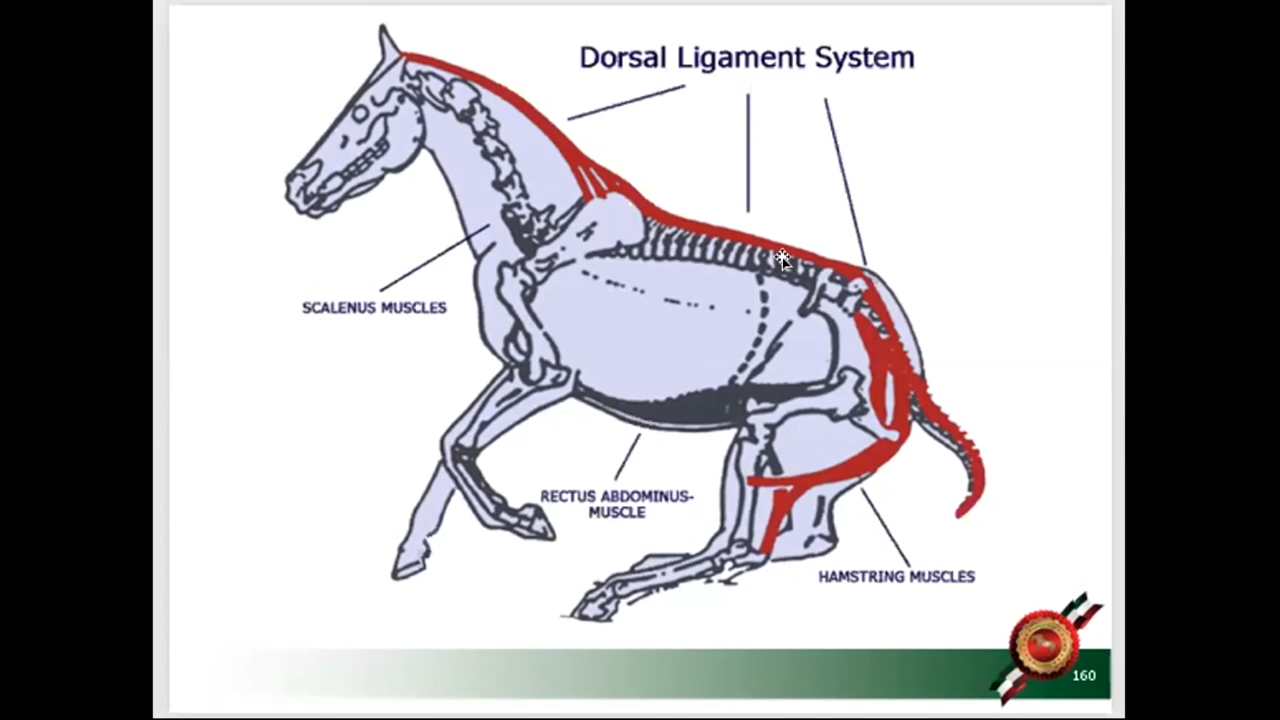 Dorsal Ligament System
SCALENUS MUSCLES
RECTUS ABDOMINUS-
MUSCLE
HAMSTRING MUSCLES
160